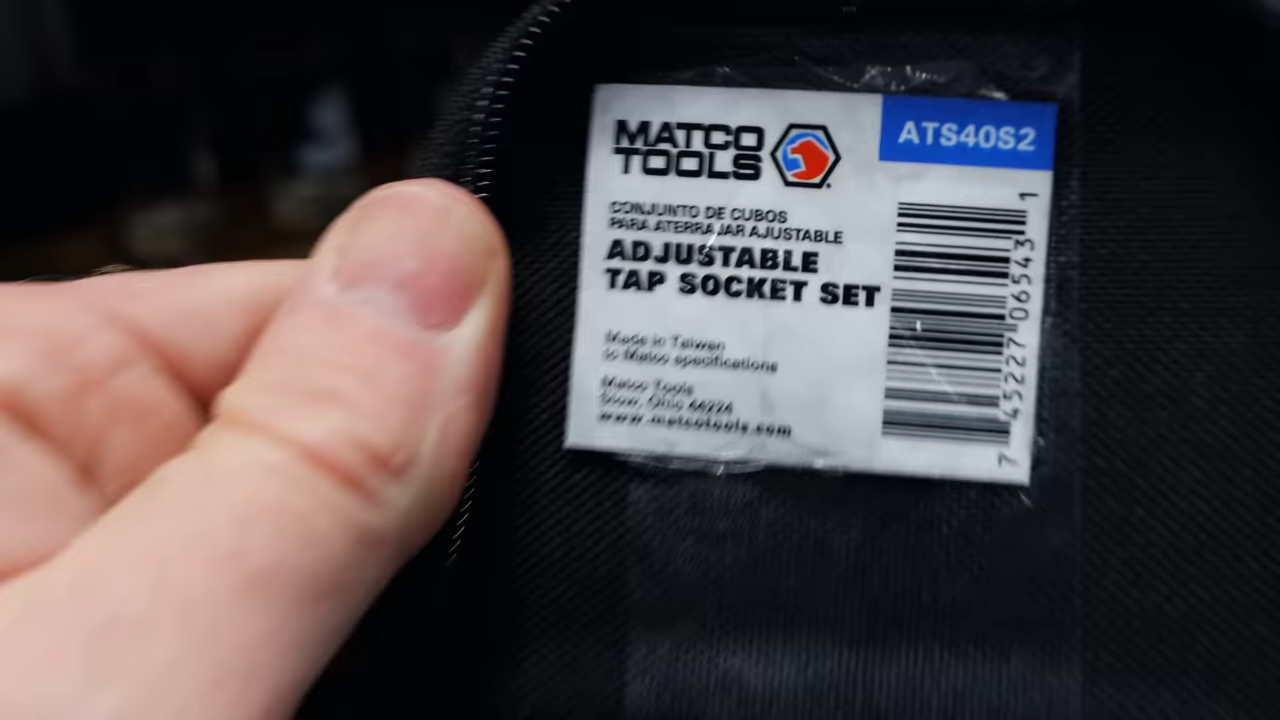 MATCO
TOOLS
ATS40S2
CONJUNTO DE CUBOS
PARA ATERRAJAR AJUSTABLE
ADJUSTABLE
TAP SOCKET SET
Made in Taiwan
to Matco specifications
Matco Tools
Stow, Ohio 44224
www.matcotools.com
7 45227 06543 1